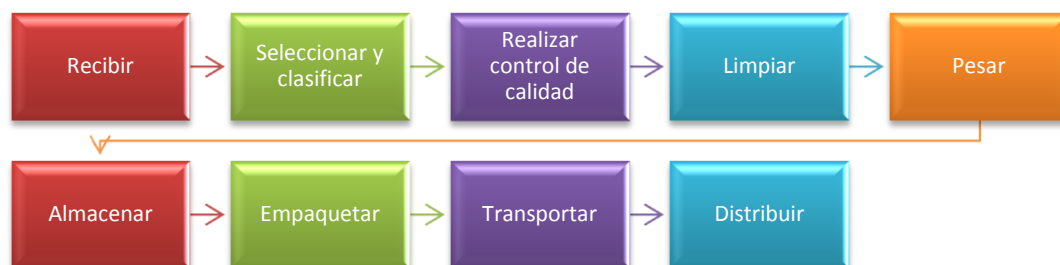 Recibir
Seleccionar y
clasificar
Realizar
control de
calidad
Limpiar
Pesar
Almacenar
Empaquetar
Transportar
Distribuir